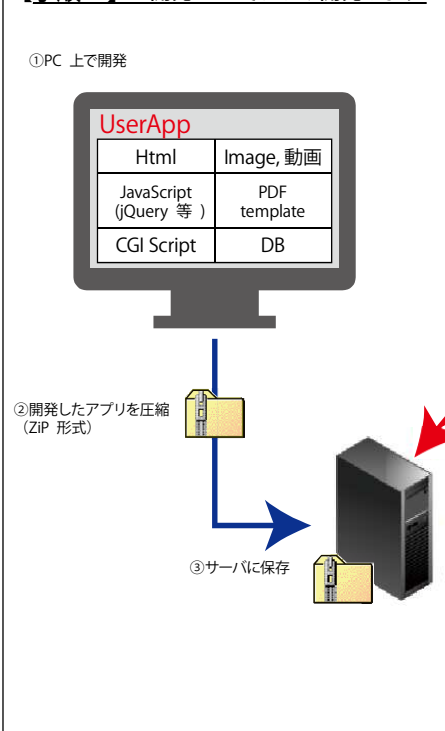 ①PC 上で開発
UserApp
Html
Image, 動画
JavaScript
(jQuery 等 )
PDF
template
CGI Script
DB
②開発したアプリを圧縮
（ZiP 形式）
③サーバに保存